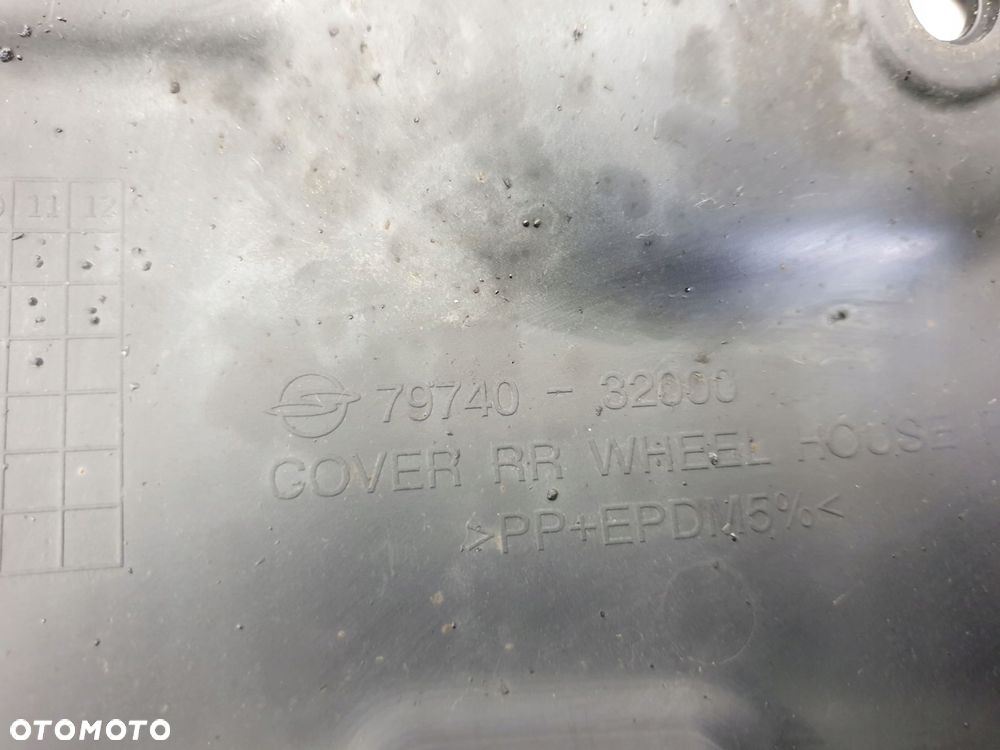 11 12
79740 - 32000
COVER RR WHEEL HOUSE
>PP+EPDM5%<
OTOMOTO